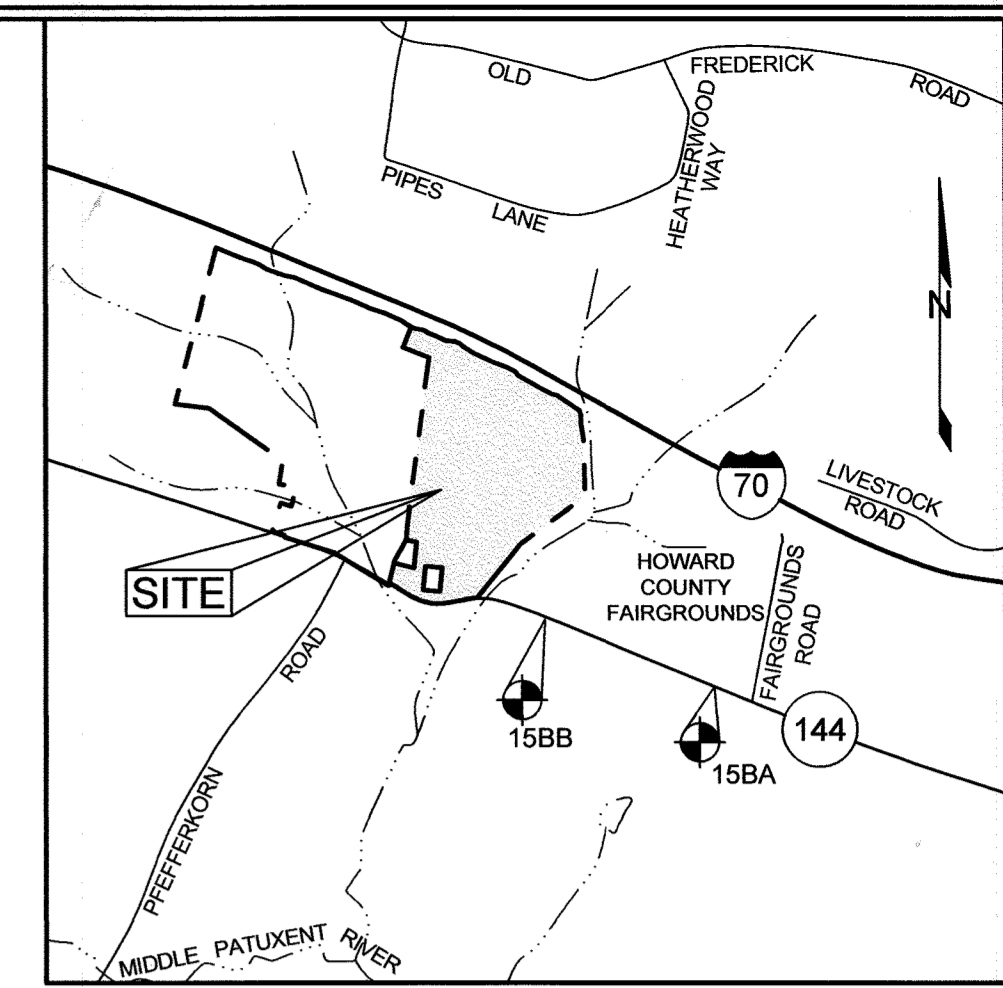 OLD FREDERICK ROAD
HEATHERWOOD
WAY
PIPES LANE
N
70
LIVESTOCK
ROAD
HOWARD
COUNTY
FAIRGROUNDS
FAIRGROUNDS
ROAD
SITE
144
15BB
15BA
PFEFFERKORN ROAD
MIDDLE PATUXENT RIVER